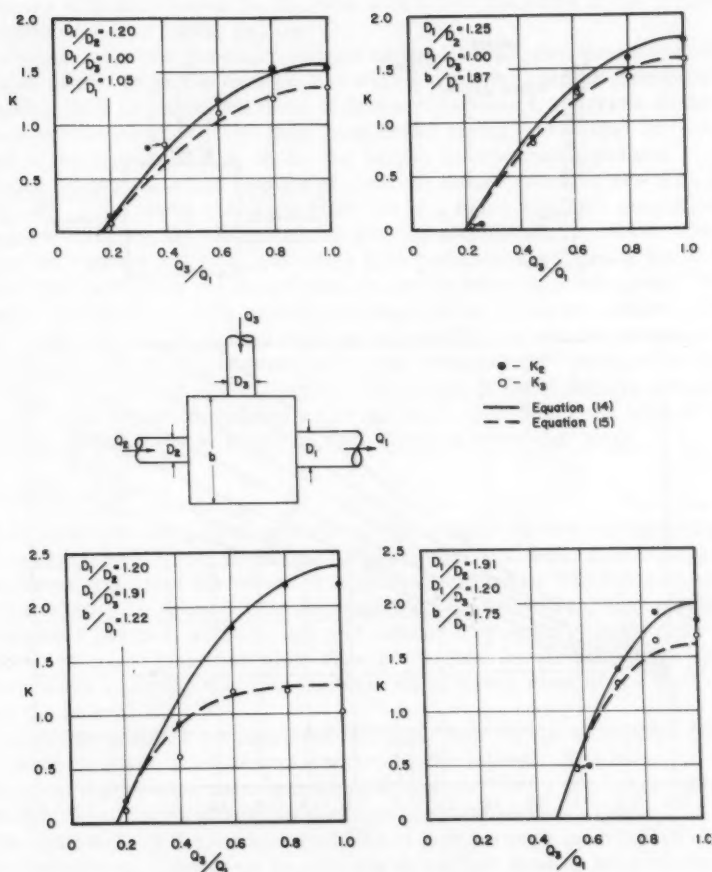 D₁/D₂ = 1.20
D₁/D₃ = 1.00
b/D₁ = 1.05
2.0
1.5
K 1.0
0.5
0
0 0.2 0.4 0.6 0.8 1.0
Q₃/Q₁
D₁/D₂ = 1.25
D₁/D₃ = 1.00
b/D₁ = 1.87
2.0
1.5
K 1.0
0.5
0
0 0.2 0.4 0.6 0.8 1.0
Q₃/Q₁
Q₃
D₃
Q₂ D₂ b D₁ Q₁
– K₂
– K₃
Equation (14)
Equation (15)
D₁/D₂ = 1.20
D₁/D₃ = 1.91
b/D₁ = 1.22
2.5
2.0
1.5
K 1.0
0.5
0
0 0.2 0.4 0.6 0.8 1.0
Q₃/Q₁
D₁/D₂ = 1.91
D₁/D₃ = 1.20
b/D₁ = 1.75
2.5
2.0
1.5
K
1.0
0.5
0
0 0.2 0.4 0.6 0.8 1.0
Q₃/Q₁